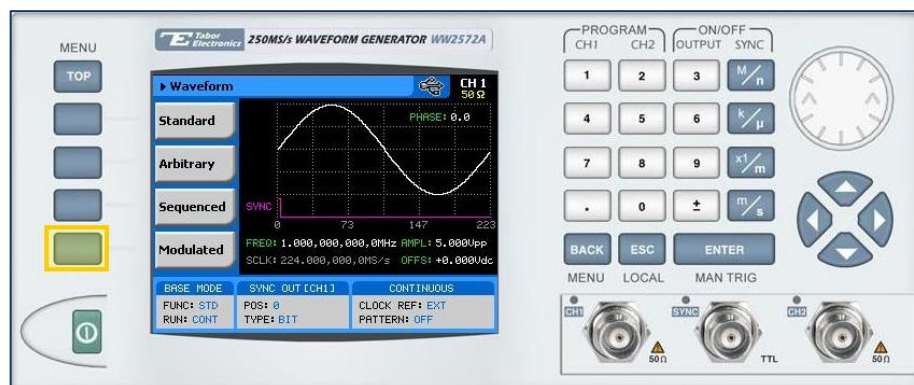 MENU
TOP
Tabor Electronics 250MS/s WAVEFORM GENERATOR WW2572A
Waveform CH 1
50 Ω
Standard
Arbitrary
Sequenced
Modulated
PHASE: 0.0
SYNC
0 73 147 223
FREQ: 1.000,000,000,0MHz AMPL: 5.000Vpp
SCLK: 224.000,000,0MS/s OFFS: +0.000Vdc
BASE MODE SYNC OUT [CH1] CONTINUOUS
FUNC: STD POS: 0 CLOCK REF: EXT
RUN: CONT TYPE: BIT PATTERN: OFF
PROGRAM ON/OFF
CH1 CH2 OUTPUT SYNC
1 2 3 M/n
4 5 6 k/µ
7 8 9 x1/m
. 0 ± m/s
BACK ESC ENTER
MENU LOCAL MAN TRIG
CH1 SYNC CH2
50Ω TTL 50Ω